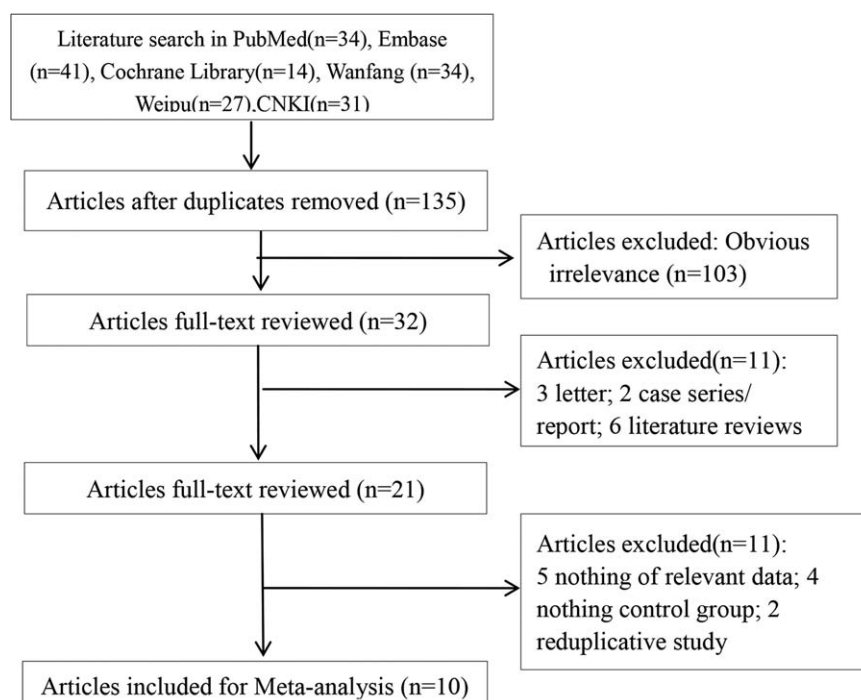 Literature search in PubMed(n=34), Embase
(n=41), Cochrane Library(n=14), Wanfang (n=34),
Weipu(n=27),CNKI(n=31)
Articles after duplicates removed (n=135)
Articles excluded: Obvious
irrelevance (n=103)
Articles full-text reviewed (n=32)
Articles excluded(n=11):
3 letter; 2 case series/
report; 6 literature reviews
Articles full-text reviewed (n=21)
Articles excluded(n=11):
5 nothing of relevant data; 4
nothing control group; 2
reduplicative study
Articles included for Meta-analysis (n=10)